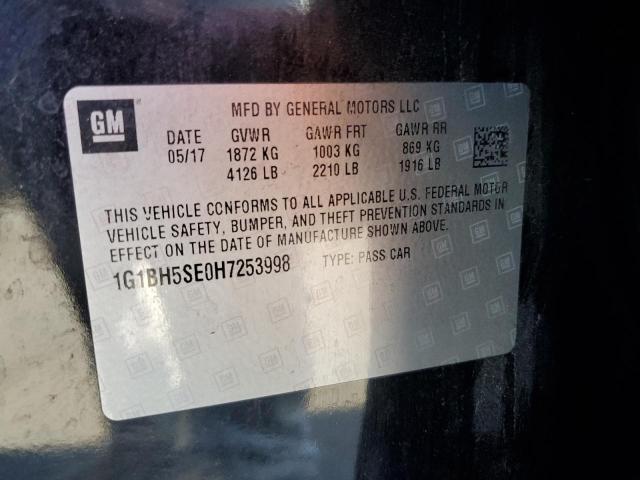 GM
MFD BY GENERAL MOTORS LLC
DATE GVWR GAWR FRT GAWR RR
05/17 1872 KG 1003 KG 869 KG
4126 LB 2210 LB 1916 LB
THIS VEHICLE CONFORMS TO ALL APPLICABLE U.S. FEDERAL MOTOR
VEHICLE SAFETY, BUMPER, AND THEFT PREVENTION STANDARDS IN
EFFECT ON THE DATE OF MANUFACTURE SHOWN ABOVE.
1G1BH5SE0H7253998 TYPE: PASS CAR